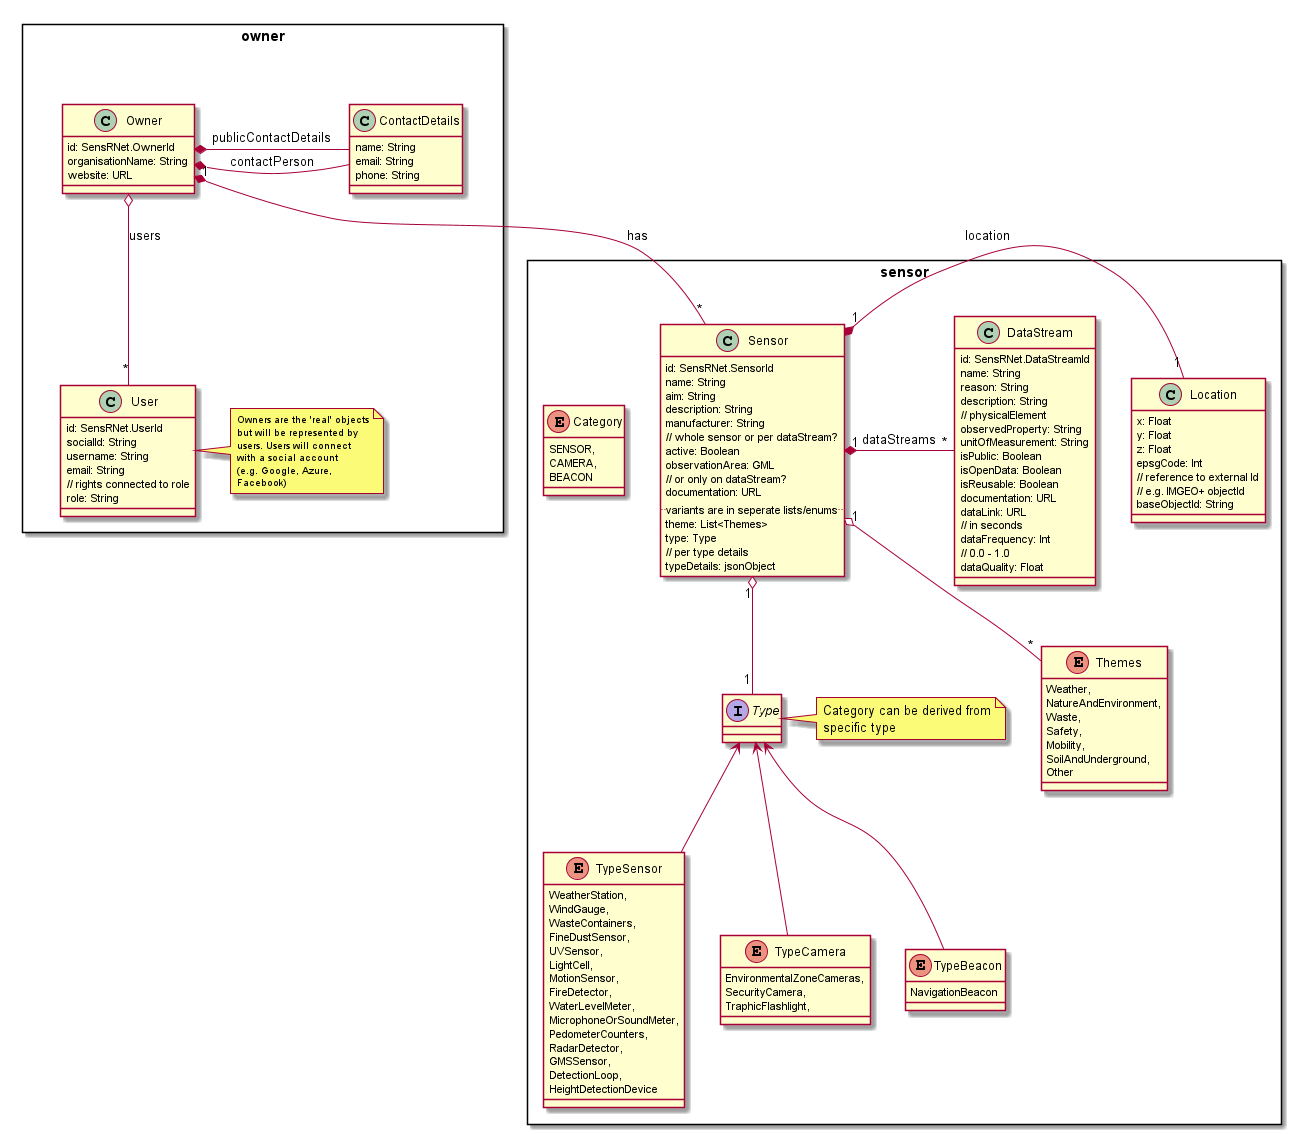 owner
C Owner
id: SensRNet.OwnerId
organisationName: String
website: URL
publicContactDetails
contactPerson
1
C ContactDetails
name: String
email: String
phone: String
users
*
has
*
C User
id: SensRNet.UserId
socialId: String
username: String
email: String
// rights connected to role
role: String
Owners are the 'real' objects
but will be represented by
users. Users will connect
with a social account
(e.g. Google, Azure,
Facebook)
sensor
location
1
1
E Category
SENSOR,
CAMERA,
BEACON
C Sensor
id: SensRNet.SensorId
name: String
aim: String
description: String
manufacturer: String
// whole sensor or per dataStream?
active: Boolean
observationArea: GML
// or only on dataStream?
documentation: URL
variants are in seperate lists/enums
theme: List<Themes>
type: Type
// per type details
typeDetails: jsonObject
1 dataStreams *
C DataStream
id: SensRNet.DataStreamId
name: String
reason: String
description: String
// physicalElement
observedProperty: String
unitOfMeasurement: String
isPublic: Boolean
isOpenData: Boolean
isReusable: Boolean
documentation: URL
dataLink: URL
// in seconds
dataFrequency: Int
// 0.0 - 1.0
dataQuality: Float
C Location
x: Float
y: Float
z: Float
epsgCode: Int
// reference to external Id
// e.g. IMGEO+ objectId
baseObjectId: String
1
*
1
1
I Type
Category can be derived from
specific type
E Themes
Weather,
NatureAndEnvironment,
Waste,
Safety,
Mobility,
SoilAndUnderground,
Other
E TypeSensor
WeatherStation,
WindGauge,
WasteContainers,
FineDustSensor,
UVSensor,
LightCell,
MotionSensor,
FireDetector,
WaterLevelMeter,
MicrophoneOrSoundMeter,
PedometerCounters,
RadarDetector,
GMSSensor,
DetectionLoop,
HeightDetectionDevice
E TypeCamera
EnvironmentalZoneCameras,
SecurityCamera,
TraphicFlashlight,
E TypeBeacon
NavigationBeacon